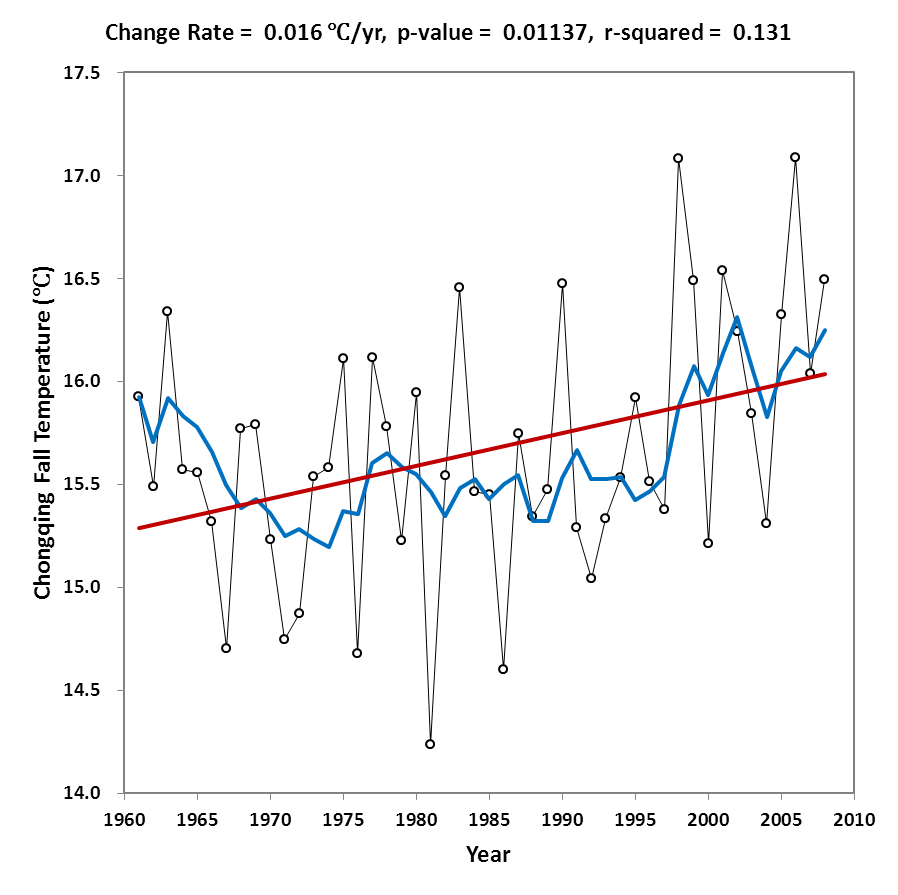 Change Rate = 0.016 ℃/yr, p-value = 0.01137, r-squared = 0.131
17.5
17.0
16.5
16.0
15.5
15.0
14.5
14.0
Chongqing Fall Temperature (℃)
1960 1965 1970 1975 1980 1985 1990 1995 2000 2005 2010
Year